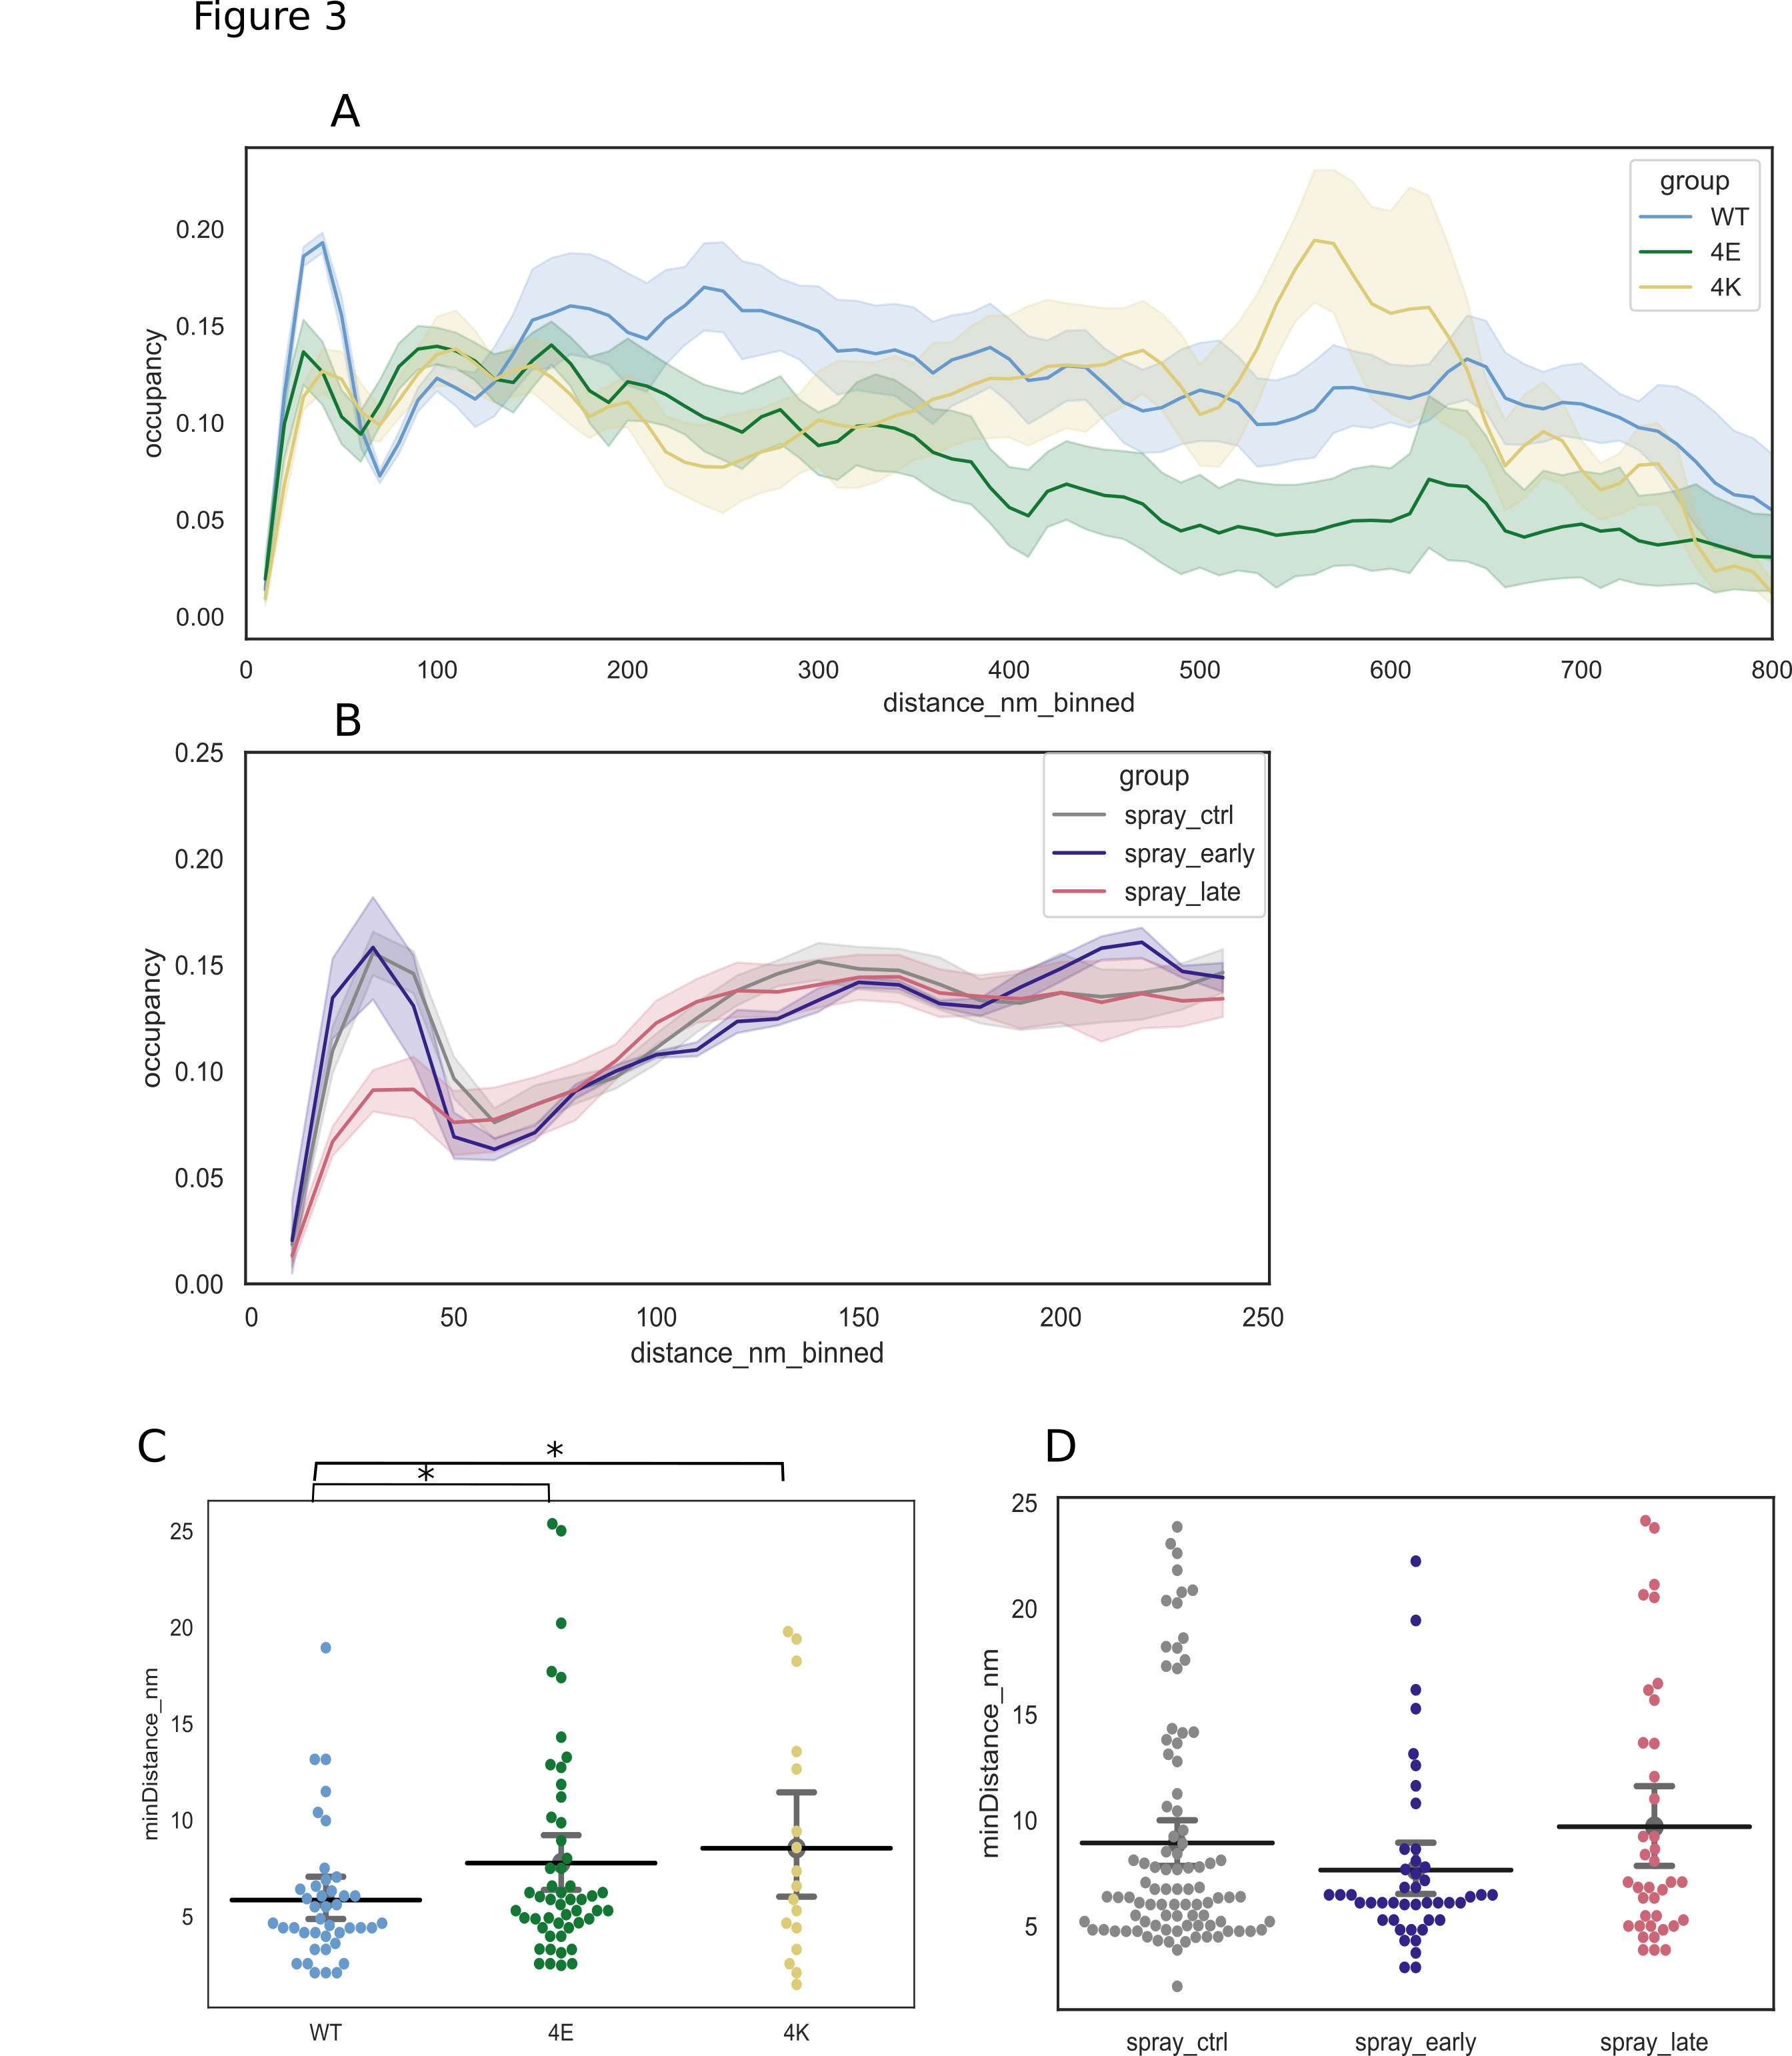 Figure 3
A
group
WT
4E
4K
occupancy
0.20
0.15
0.10
0.05
0.00
0 100 200 300 400 500 600 700 800
distance_nm_binned
B
group
spray_ctrl
spray_early
spray_late
occupancy
0.25
0.20
0.15
0.10
0.05
0.00
0 50 100 150 200 250
distance_nm_binned
C
*
*
minDistance_nm
25
20
15
10
5
WT 4E 4K
D
minDistance_nm
25
20
15
10
5
spray_ctrl spray_early spray_late